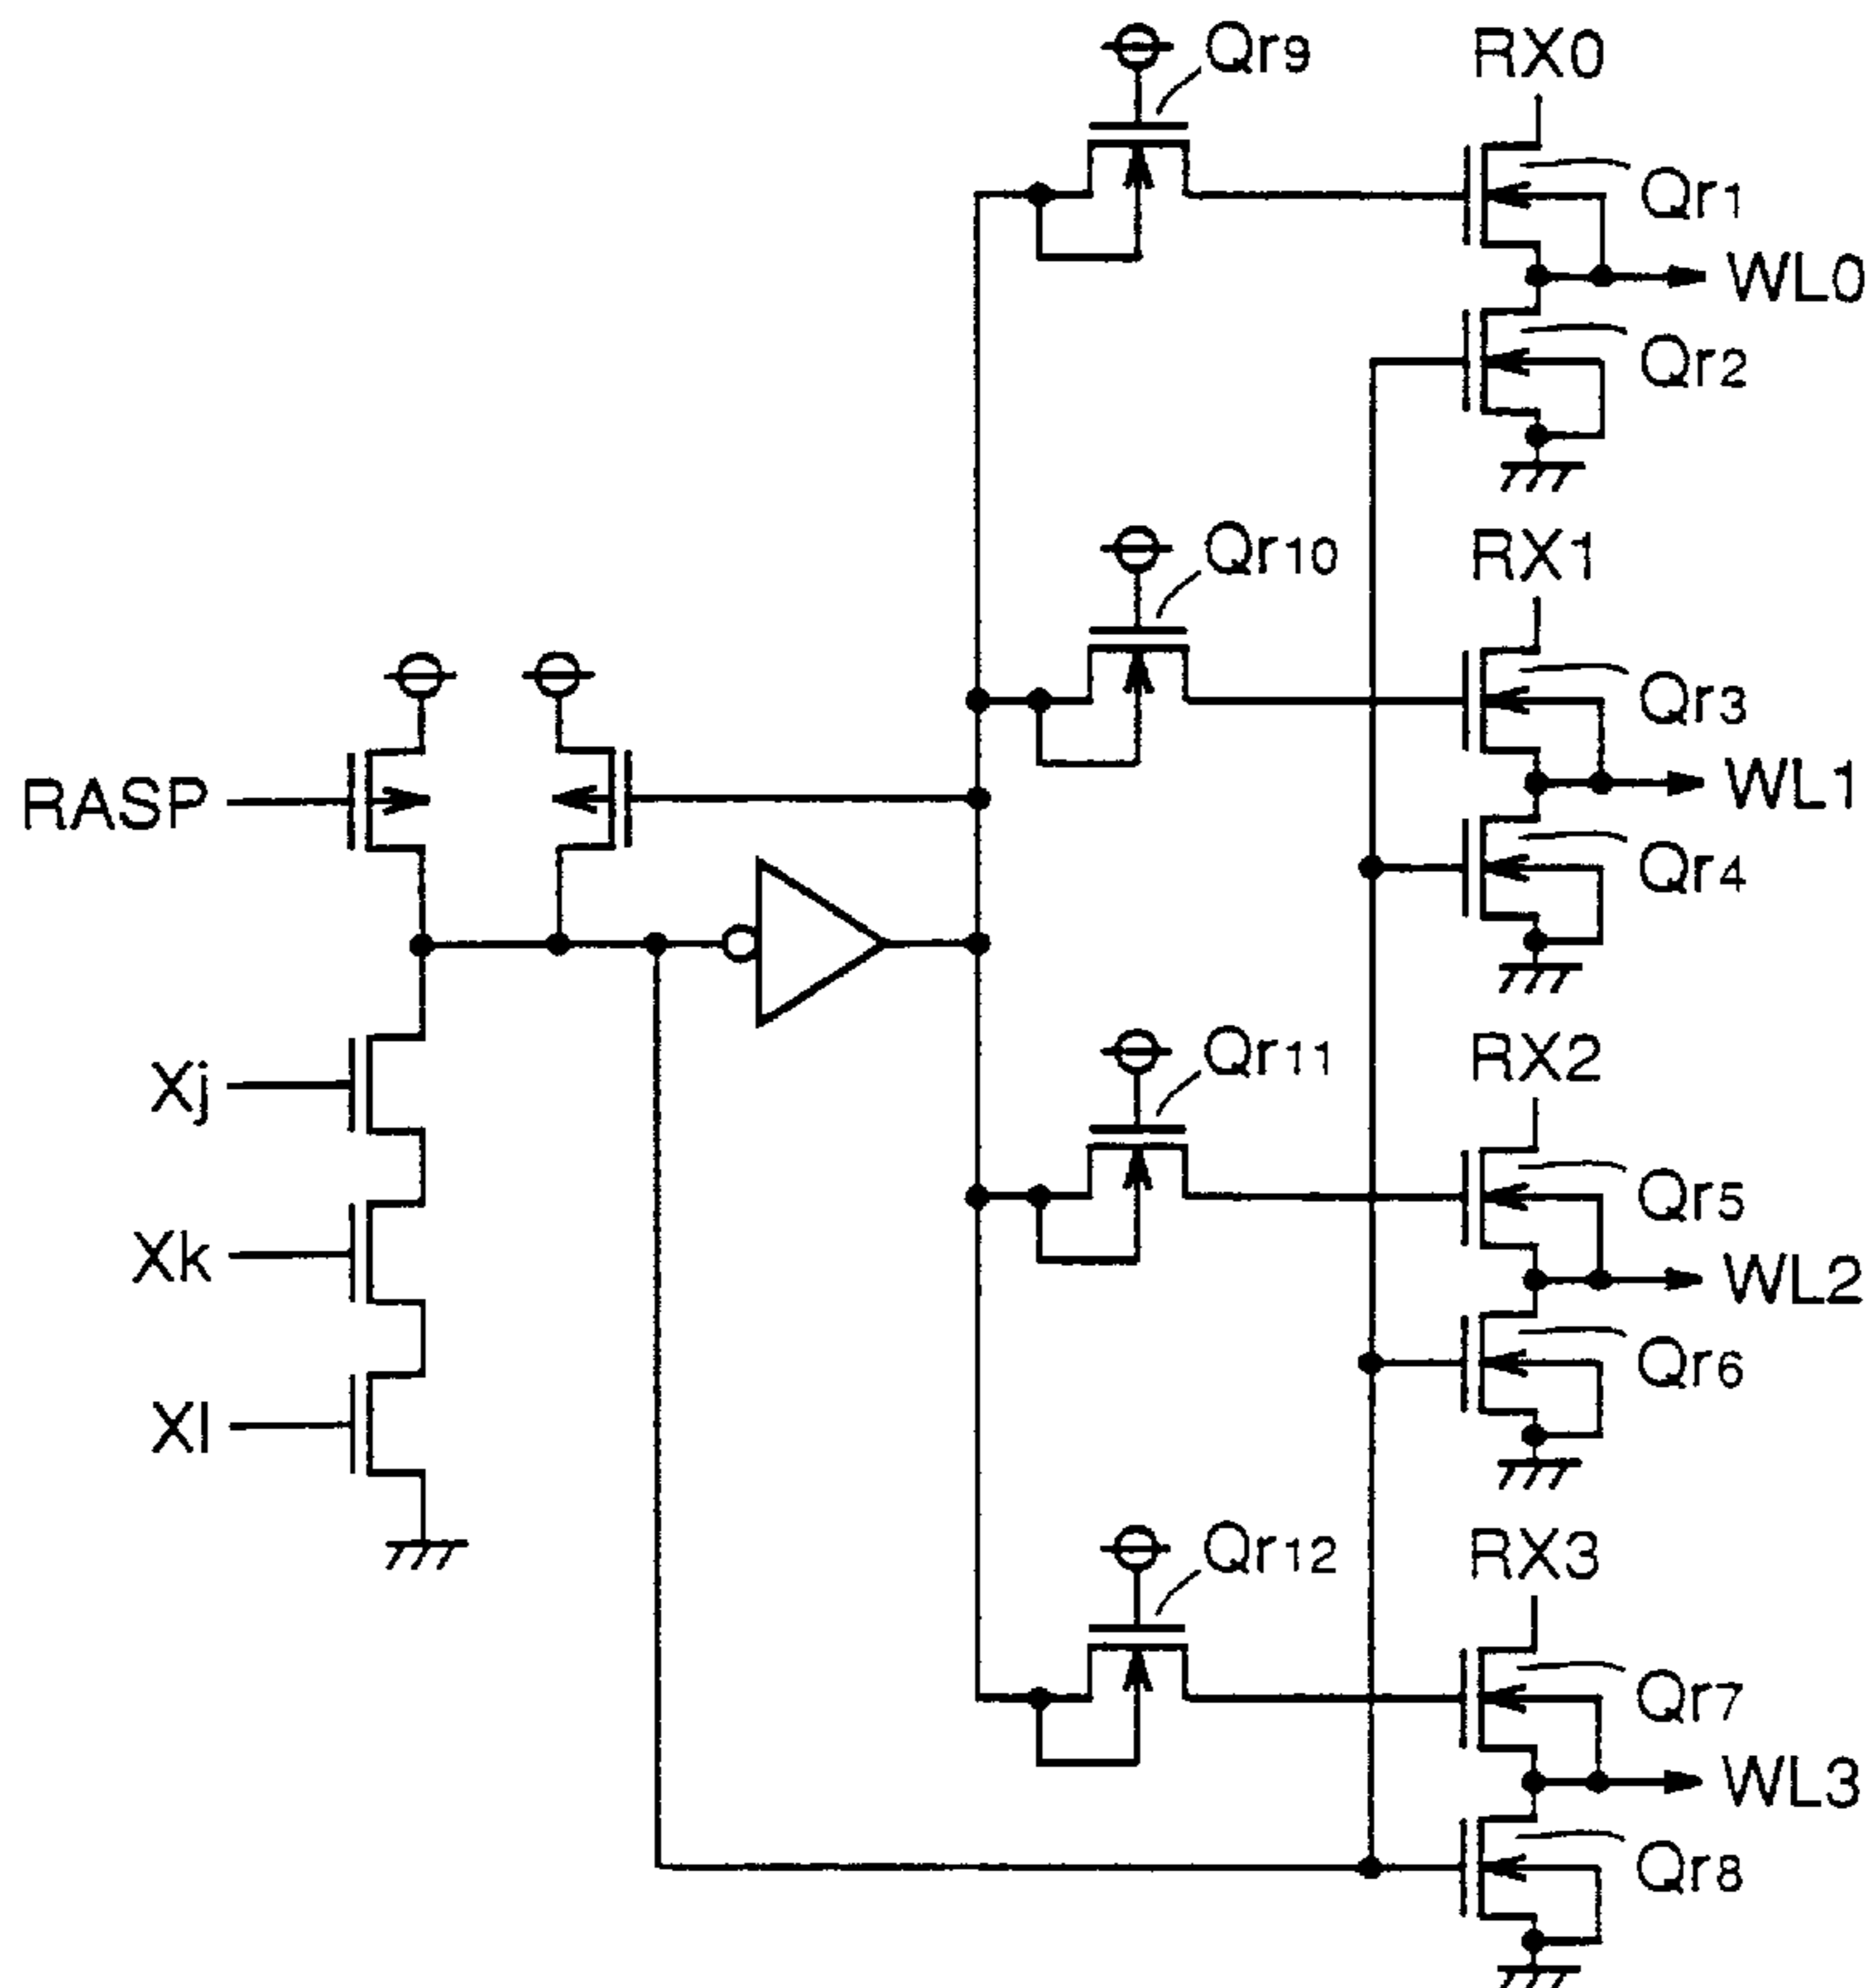 Qr9
RX0
Qr1
WL0
Qr2
Qr10
RX1
Qr3
RASP
WL1
Qr4
Qr11
RX2
Xj
Qr5
Xk
WL2
Qr6
Xl
Qr12
RX3
Qr7
WL3
Qr8